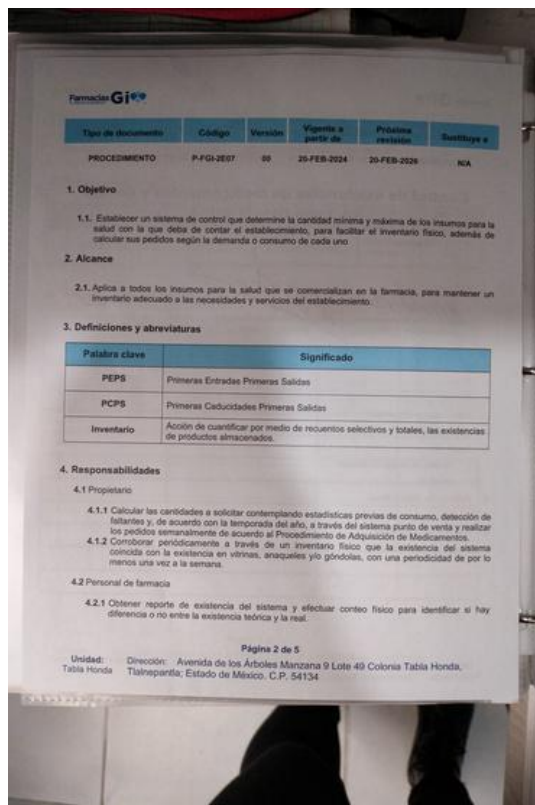 Farmacias Gi
Tipo de documento Código Versión Vigente a partir de Próxima revisión Sustituye a
PROCEDIMIENTO P-FGI-2E07 00 20-FEB-2024 20-FEB-2026 N/A
1. Objetivo
1.1. Establecer un sistema de control que determine la cantidad mínima y máxima de los insumos para la
salud con la que deba de contar el establecimiento, para facilitar el inventario físico, además de
calcular sus pedidos según la demanda o consumo de cada uno
2. Alcance
2.1. Aplica a todos los insumos para la salud que se comercializan en la farmacia, para mantener un
inventario adecuado a las necesidades y servicios del establecimiento.
3. Definiciones y abreviaturas
Palabra clave Significado
PEPS Primeras Entradas Primeras Salidas
PCPS Primeras Caducidades Primeras Salidas
Inventario Acción de cuantificar por medio de recuentos selectivos y totales, las existencias
de productos almacenados.
4. Responsabilidades
4.1 Propietario
4.1.1 Calcular las cantidades a solicitar contemplando estadísticas previas de consumo, detección de
faltantes y, de acuerdo con la temporada del año, a través del sistema punto de venta y realizar
los pedidos semanalmente de acuerdo al Procedimiento de Adquisición de Medicamentos.
4.1.2 Corroborar periódicamente a través de un inventario físico que la existencia del sistema
coincida con la existencia en vitrinas, anaqueles y/o góndolas, con una periodicidad de por lo
menos una vez a la semana.
4.2 Personal de farmacia
4.2.1 Obtener reporte de existencia del sistema y efectuar conteo físico para identificar si hay
diferencia o no entre la existencia teórica y la real.
Página 2 de 5
Unidad: Dirección: Avenida de los Árboles Manzana 9 Lote 49 Colonia Tabla Honda,
Tabla Honda Tlalnepantla; Estado de México. C.P. 54134